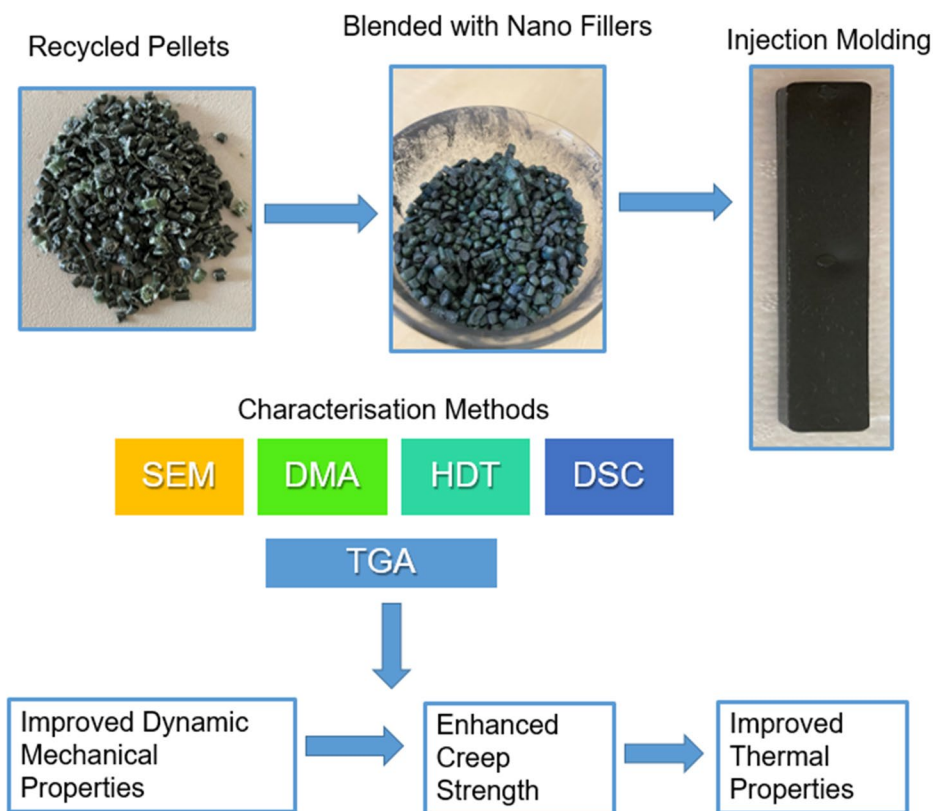 Recycled Pellets
Blended with Nano Fillers
Injection Molding
Characterisation Methods
SEM
DMA
HDT
DSC
TGA
Improved Dynamic
Mechanical
Properties
Enhanced
Creep
Strength
Improved
Thermal
Properties